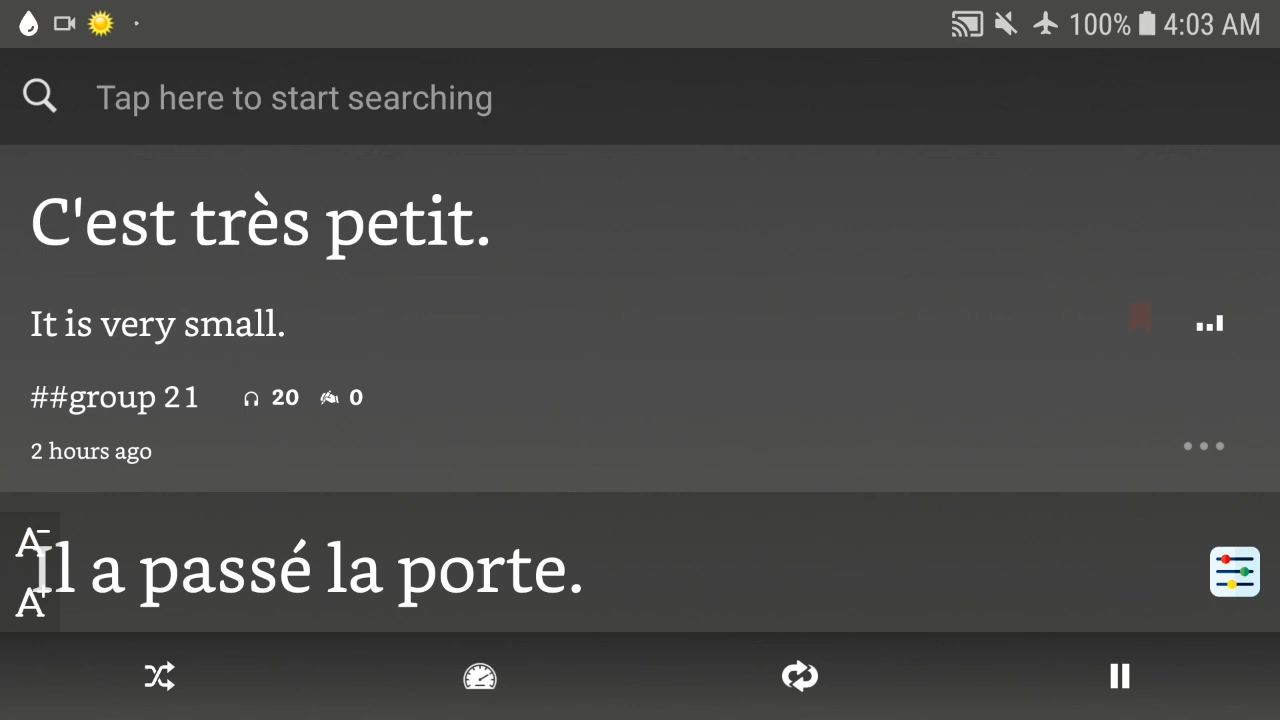 100% 4:03 AM
Tap here to start searching
C'est très petit.
It is very small.
##group 21 20 0
2 hours ago
A-
Il a passé la porte.
A+